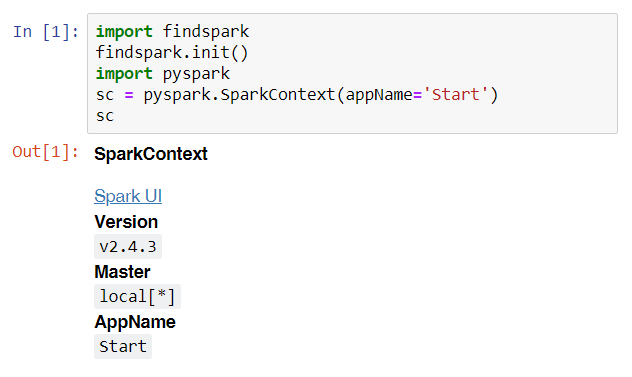 In [1]: import findspark
findspark.init()
import pyspark
sc = pyspark.SparkContext(appName='Start')
sc
Out[1]: SparkContext
Spark UI
Version
v2.4.3
Master
local[*]
AppName
Start